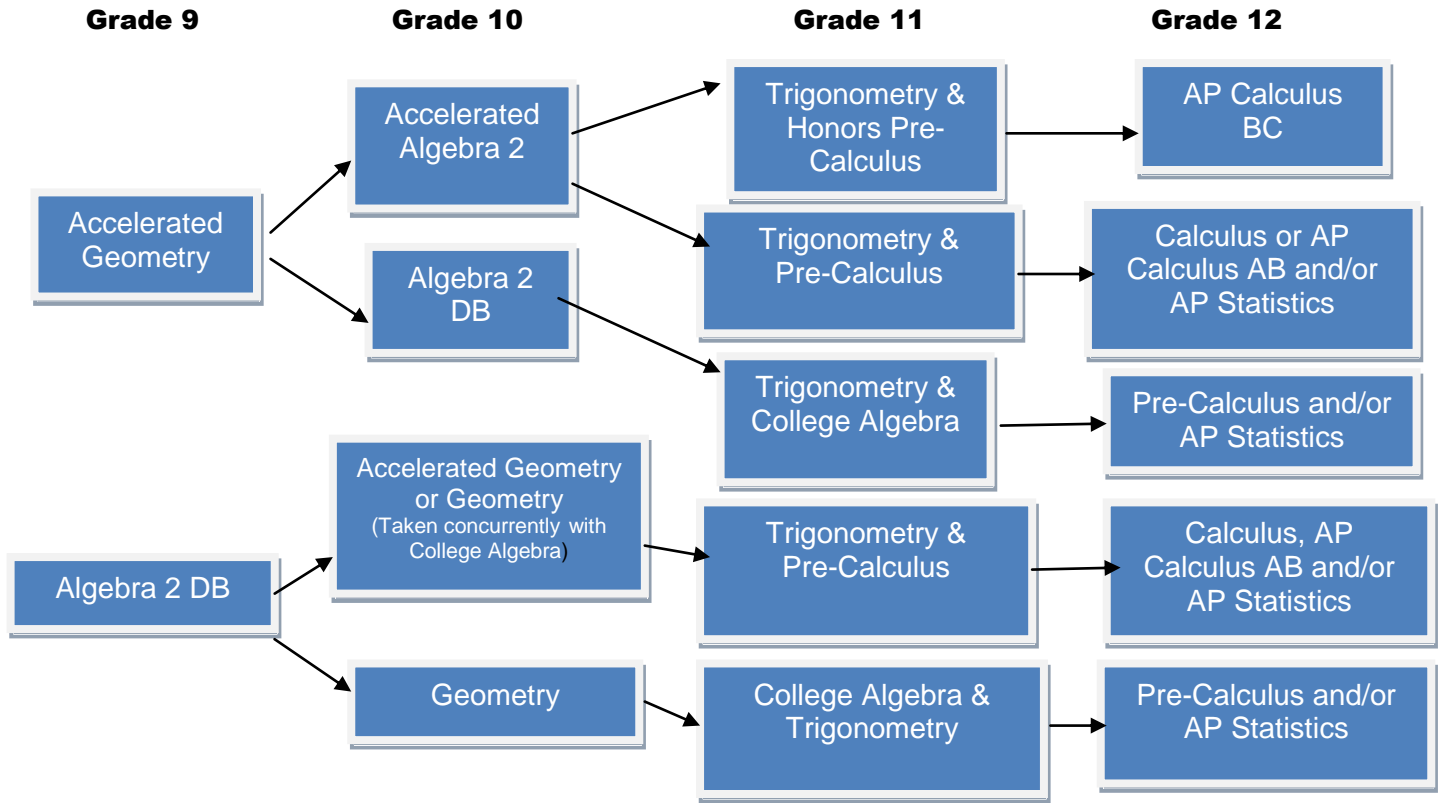 Grade 9 Grade 10 Grade 11 Grade 12
Accelerated
Geometry
Accelerated
Algebra 2
Algebra 2
DB
Trigonometry &
Honors Pre-
Calculus
AP Calculus
BC
Trigonometry &
Pre-Calculus
Calculus or AP
Calculus AB and/or
AP Statistics
Trigonometry &
College Algebra
Pre-Calculus and/or
AP Statistics
Algebra 2 DB
Accelerated Geometry
or Geometry
(Taken concurrently with
College Algebra)
Trigonometry &
Pre-Calculus
Calculus, AP
Calculus AB and/or
AP Statistics
Geometry
College Algebra &
Trigonometry
Pre-Calculus and/or
AP Statistics